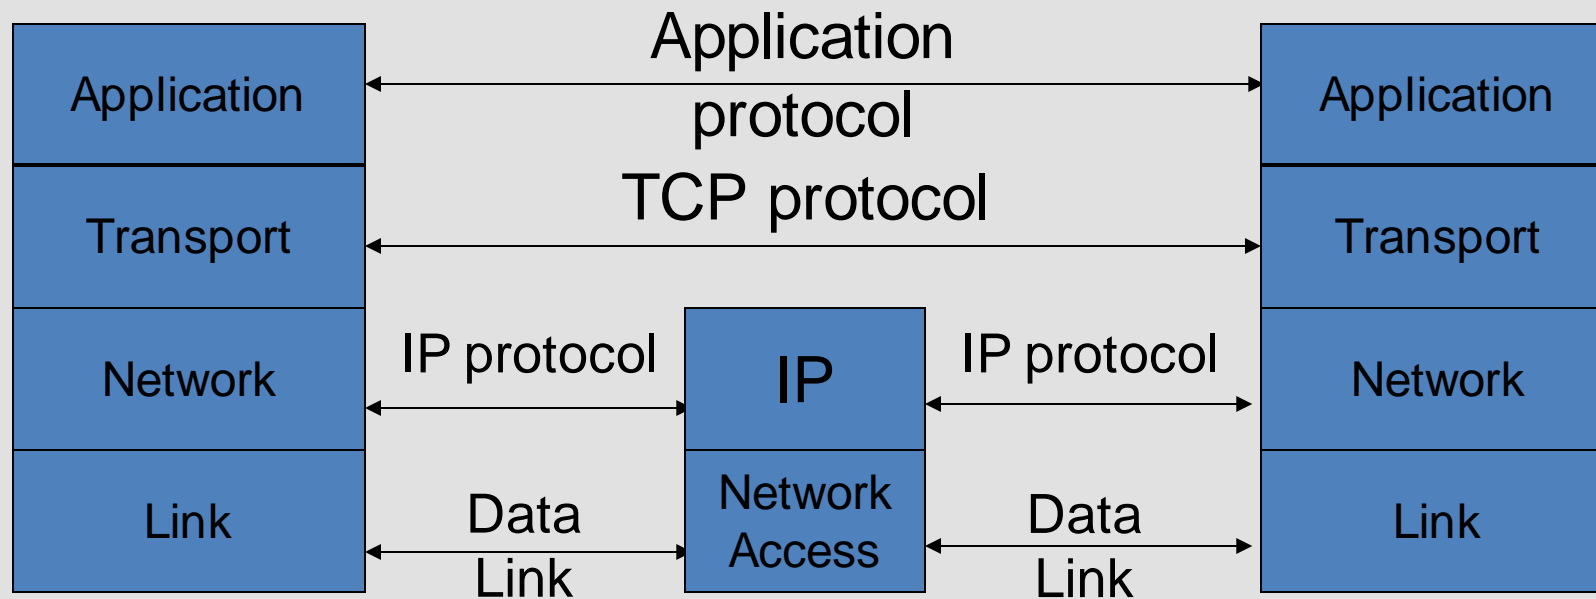 Application
protocol
Application
Application
TCP protocol
Transport
Transport
IP protocol
IP
IP protocol
Network
Network
Data
Link
Network
Access
Data
Link
Link
Link